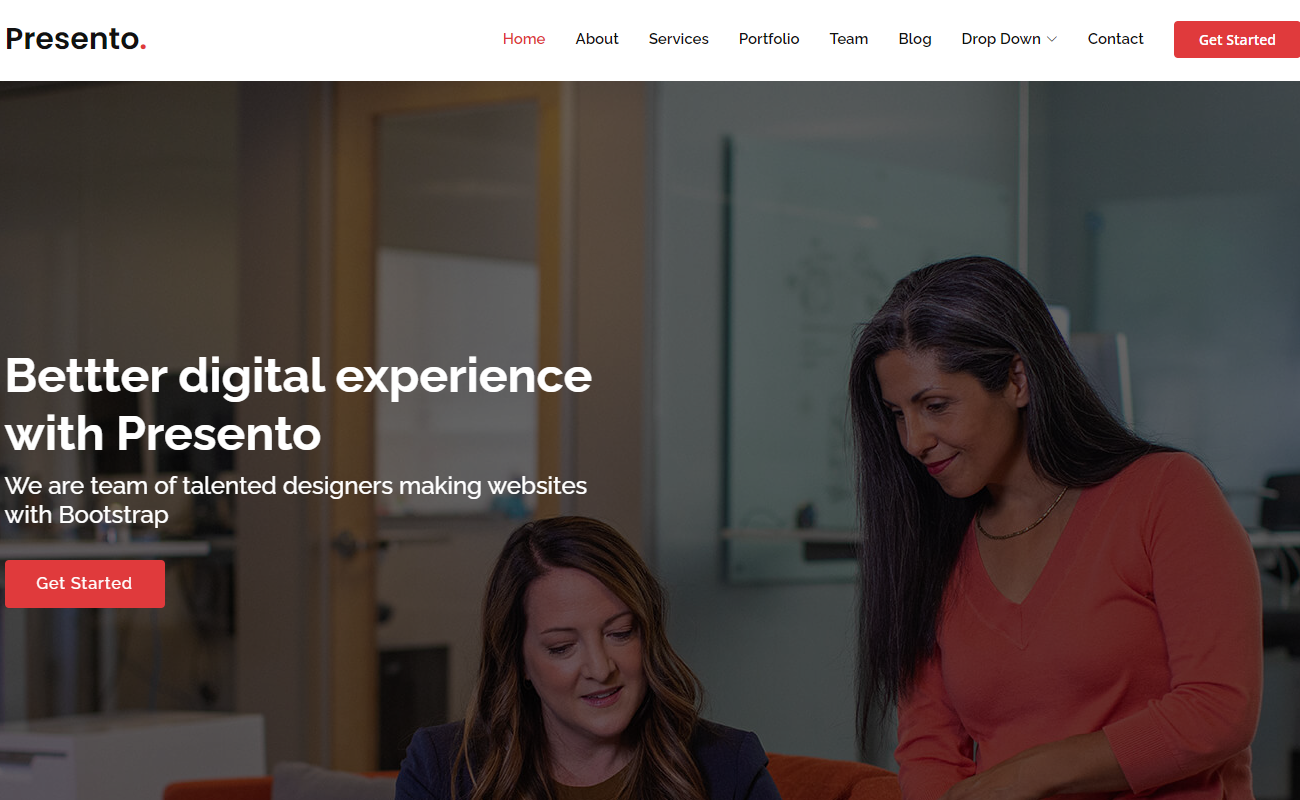 Presento.
Home About Services Portfolio Team Blog Drop Down Contact Get Started
Bettter digital experience
with Presento
We are team of talented designers making websites
with Bootstrap
Get Started